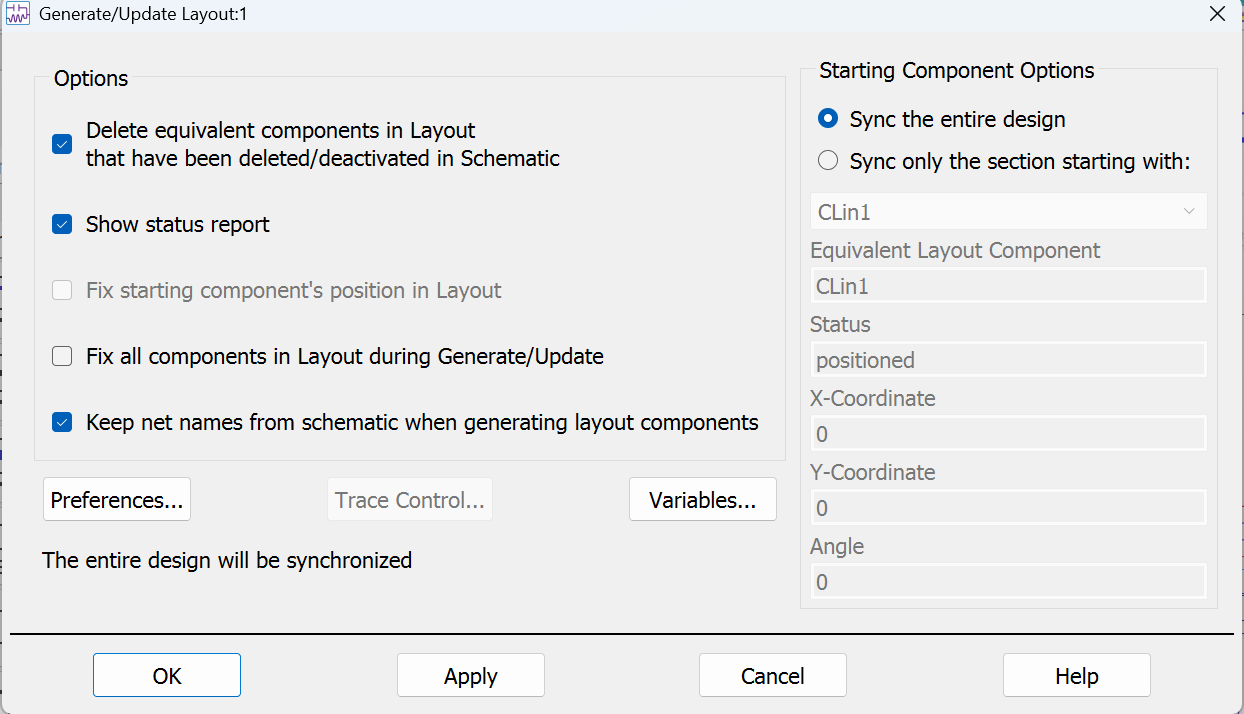 Generate/Update Layout:1
Options
Delete equivalent components in Layout
that have been deleted/deactivated in Schematic
Show status report
Fix starting component's position in Layout
Fix all components in Layout during Generate/Update
Keep net names from schematic when generating layout components
Preferences...
Trace Control...
Variables...
The entire design will be synchronized
Starting Component Options
Sync the entire design
Sync only the section starting with:
CLin1
Equivalent Layout Component
CLin1
Status
positioned
X-Coordinate
0
Y-Coordinate
0
Angle
0
OK
Apply
Cancel
Help